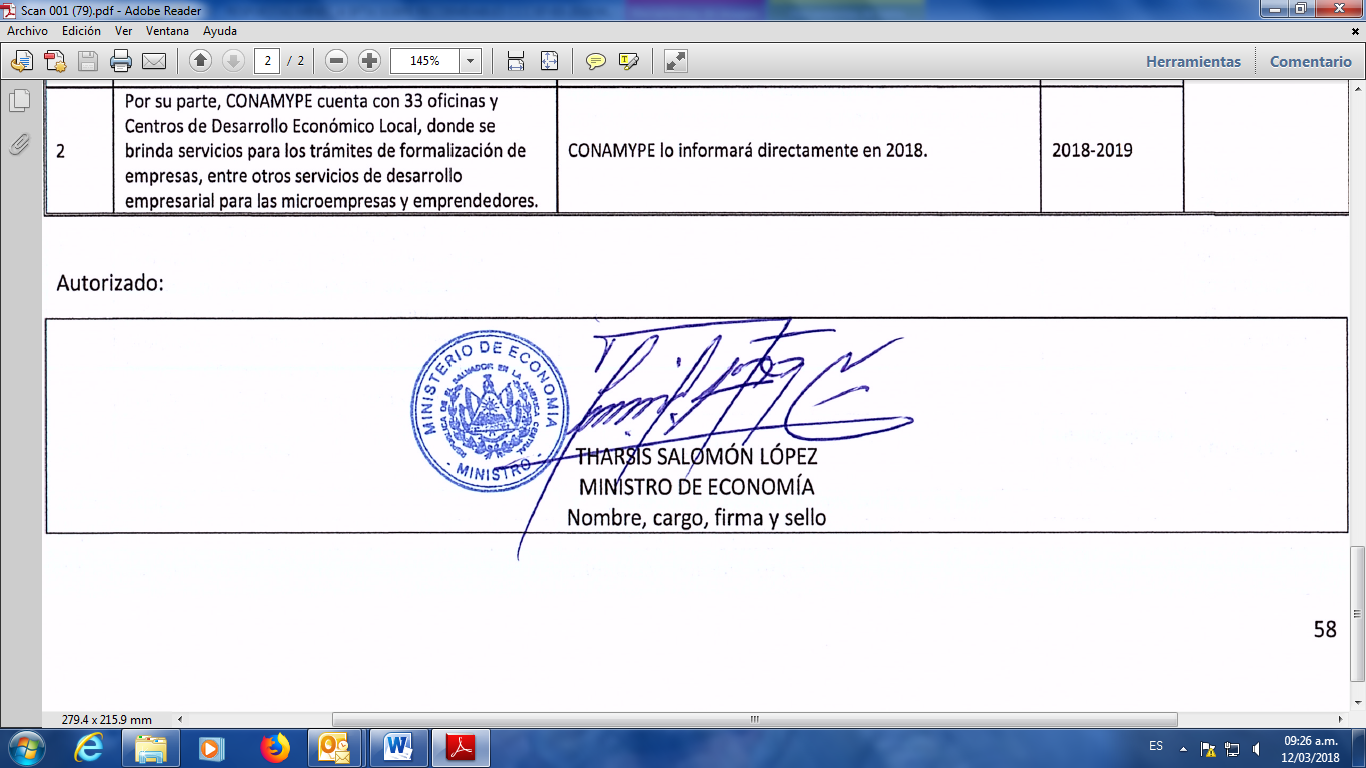 Scan 001 (79).pdf - Adobe Reader
Archivo Edición Ver Ventana Ayuda
2 / 2 145% Herramientas Comentario
2
Por su parte, CONAMYPE cuenta con 33 oficinas y
Centros de Desarrollo Económico Local, donde se
brinda servicios para los trámites de formalización de
empresas, entre otros servicios de desarrollo
empresarial para las microempresas y emprendedores.
CONAMYPE lo informará directamente en 2018.
2018-2019
Autorizado:
MINISTERIO DE ECONOMIA
REPUBLICA DE EL SALVADOR EN LA AMERICA CENTRAL
- MINISTRO -
THARSIS SALOMÓN LÓPEZ
MINISTRO DE ECONOMÍA
Nombre, cargo, firma y sello
58
279.4 x 215.9 mm
ES
09:26 a.m.
12/03/2018